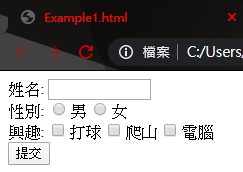 Example1.html
檔案 C:/Users/
姓名:
性別: 男 女
興趣: 打球 爬山 電腦
提交